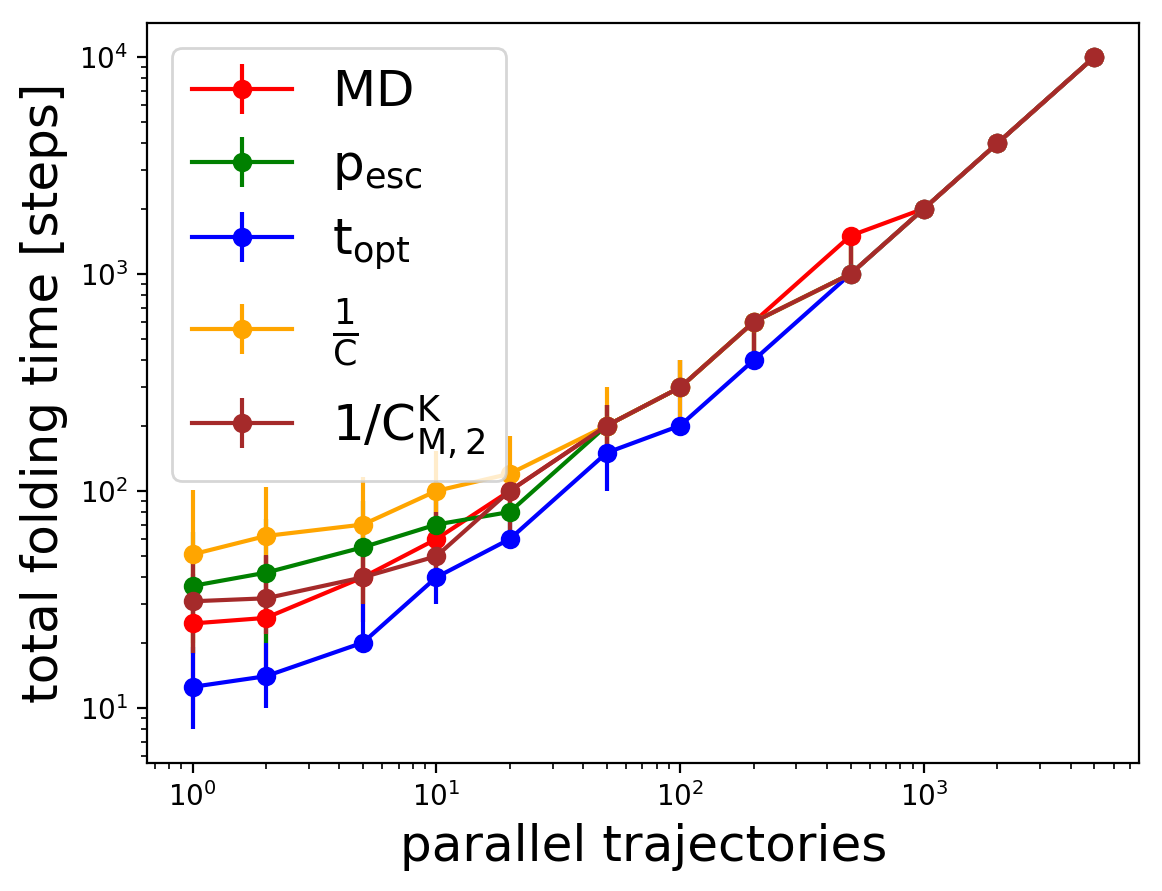 total folding time [steps]
10⁴
10³
10²
10¹
MD
p_esc
t_opt
1/C
1/C^K_M, 2
10⁰ 10¹ 10² 10³
parallel trajectories